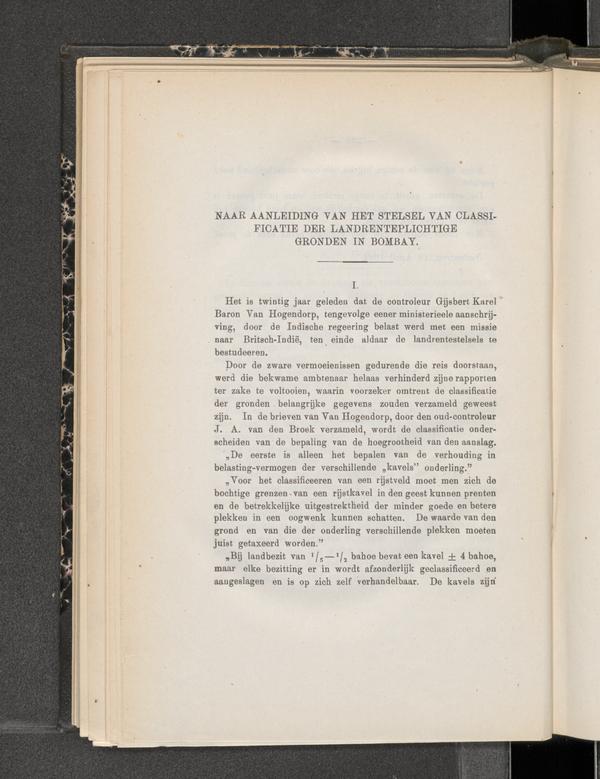 NAAR AANLEIDING VAN HET STELSEL VAN CLASSI-
FICATIE DER LANDRENTEPLICHTIGE
GRONDEN IN BOMBAY.
I.
Het is twintig jaar geleden dat de controleur Gijsbert Karel
Baron Van Hogendorp, tengevolge eener ministerieele aanschrij-
ving, door de Indische regeering belast werd met een missie
naar Britsch-Indië, ten einde aldaar de landrentestelsels te
bestudeeren.
Door de zware vermoeienissen gedurende die reis doorstaan,
werd die bekwame ambtenaar helaas verhinderd zijne rapporten
ter zake te voltooien, waarin voorzeker omtrent de classificatie
der gronden belangrijke gegevens zouden verzameld geweest
zijn. In de brieven van Van Hogendorp, door den oud-controleur
J. A. van den Broek verzameld, wordt de classificatie onder-
scheiden van de bepaling van de hoegrootheid van den aanslag.
„De eerste is alleen het bepalen van de verhouding in
belasting-vermogen der verschillende „kavels” onderling.”
„Voor het classificeeren van een rijstveld moet men zich de
bochtige grenzen van een rijstkavel in den geest kunnen prenten
en de betrekkelijke uitgestrektheid der minder goede en betere
plekken in een oogwenk kunnen schatten. De waarde van den
grond en van die der onderling verschillende plekken moeten
juist getaxeerd worden.”
„Bij landbezit van 1/5—1/2 bahoe bevat een kavel ± 4 bahoe,
maar elke bezitting er in wordt afzonderlijk geclassificeerd en
aangeslagen en is op zich zelf verhandelbaar. De kavels zijn